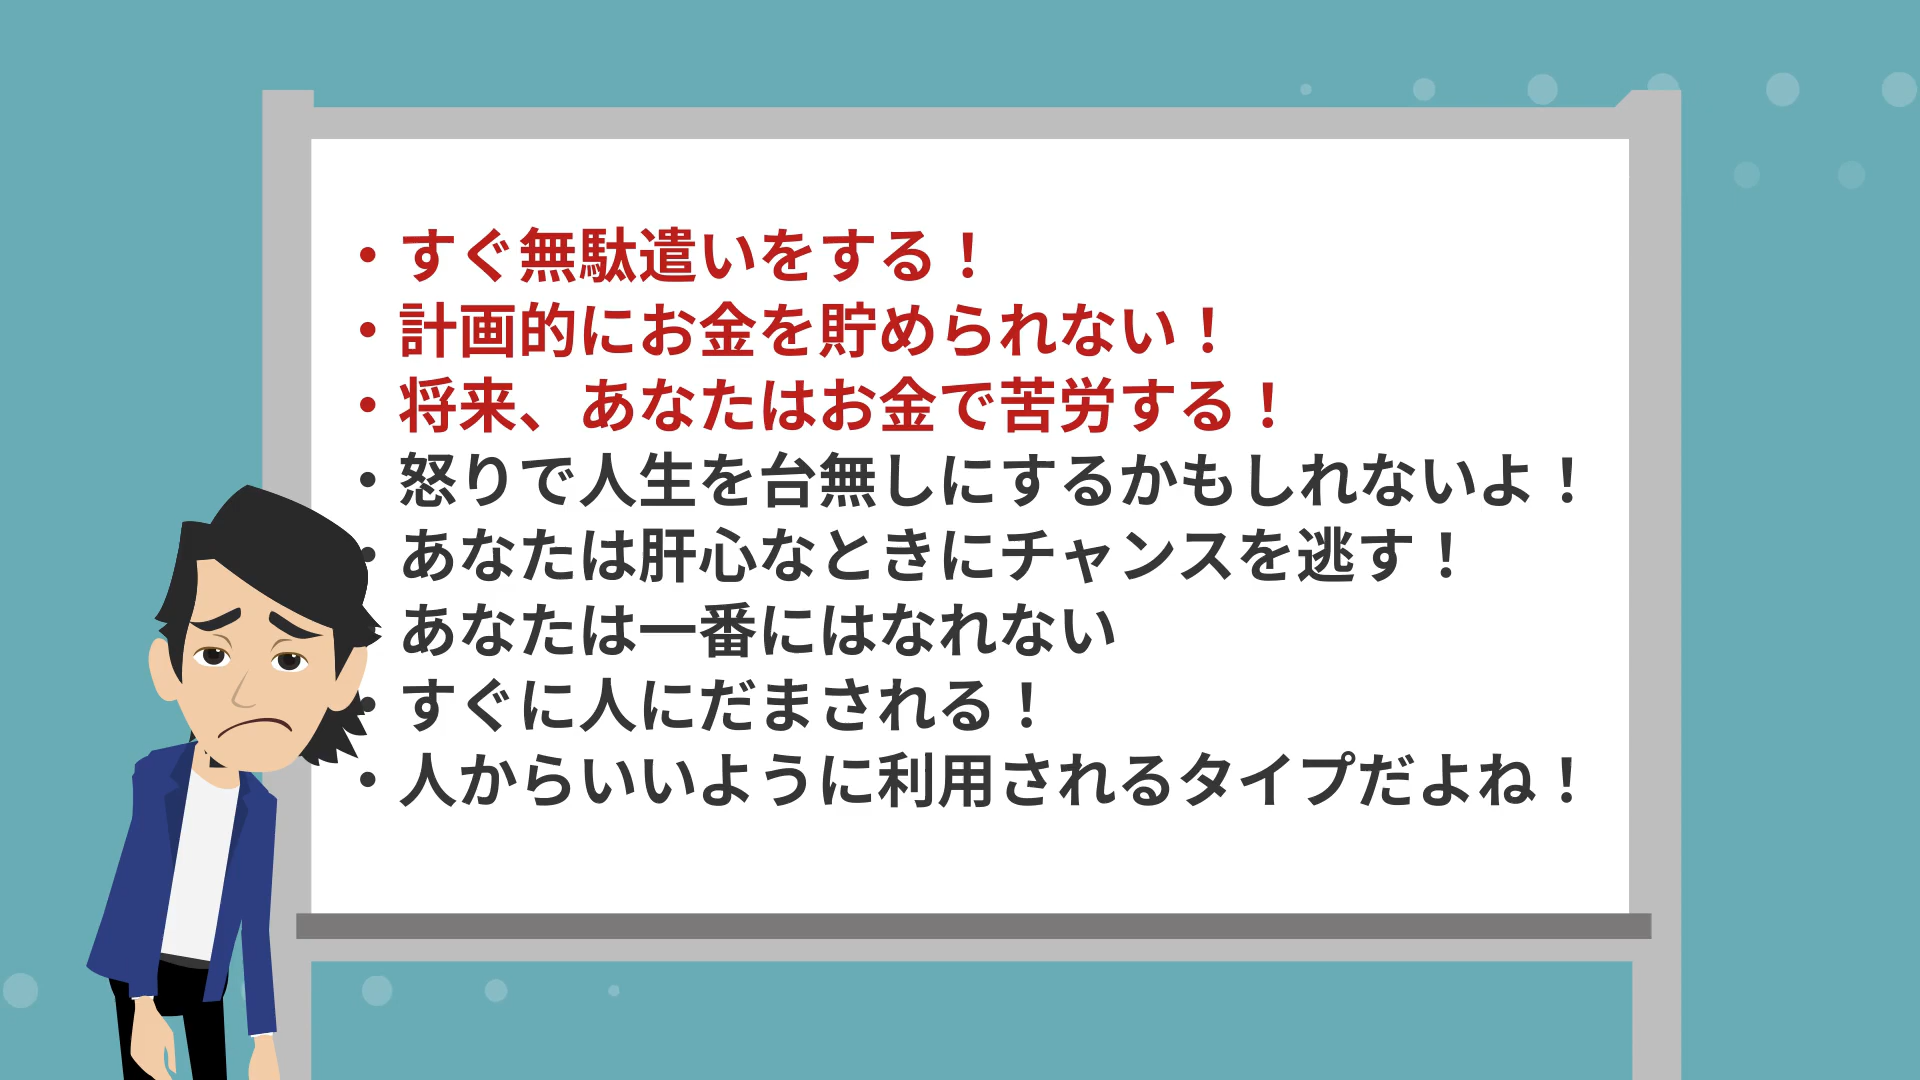 ・すぐ無駄遣いをする！
・計画的にお金を貯められない！
・将来、あなたはお金で苦労する！
・怒りで人生を台無しにするかもしれないよ！
・あなたは肝心なときにチャンスを逃す！
・あなたは一番にはなれない
・すぐに人にだまされる！
・人からいいように利用されるタイプだよね！